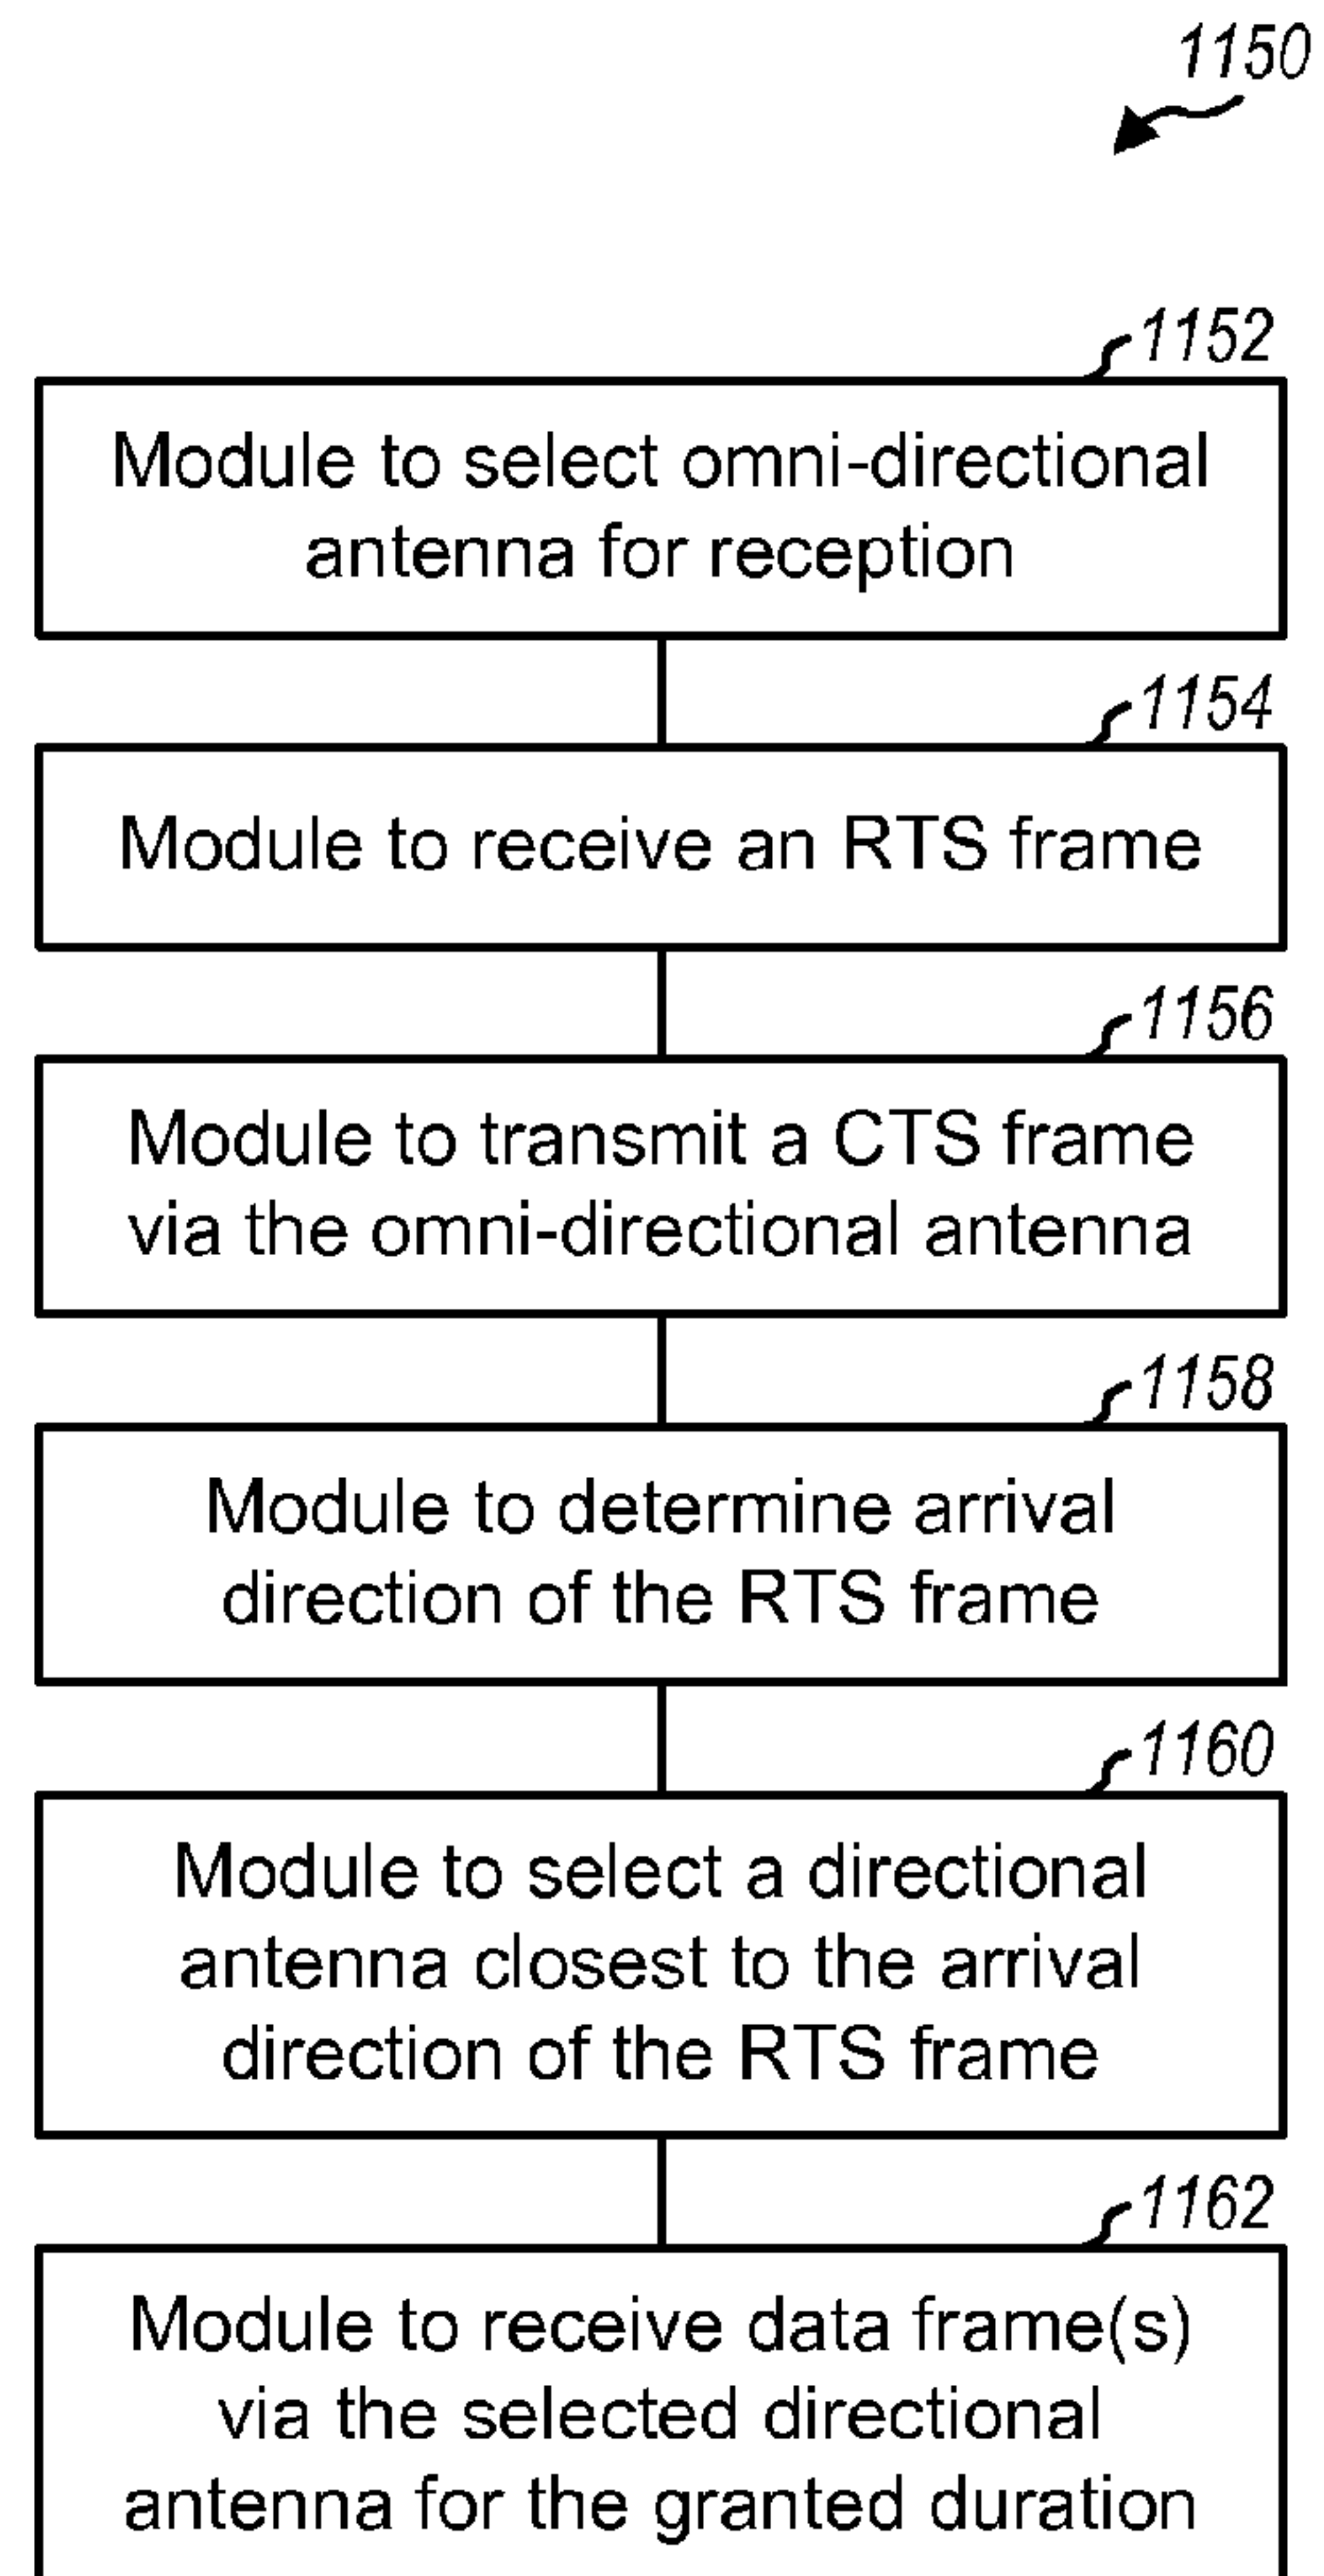 1150
1152
Module to select omni-directional
antenna for reception
1154
Module to receive an RTS frame
1156
Module to transmit a CTS frame
via the omni-directional antenna
1158
Module to determine arrival
direction of the RTS frame
1160
Module to select a directional
antenna closest to the arrival
direction of the RTS frame
1162
Module to receive data frame(s)
via the selected directional
antenna for the granted duration